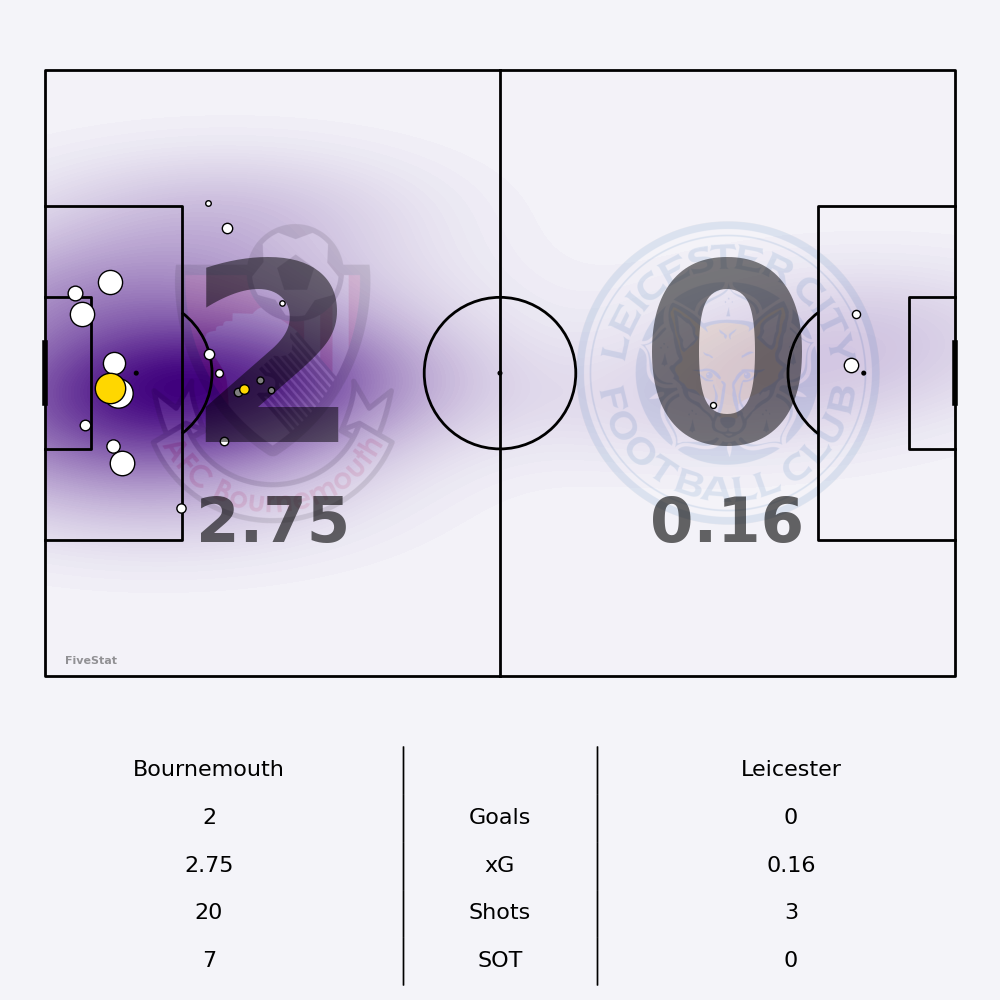 LEICESTER CITY
FOOTBALL CLUB
AFC Bournemouth
2 0
2.75 0.16
FiveStat
Bournemouth Leicester
2 Goals 0
2.75 xG 0.16
20 Shots 3
7 SOT 0